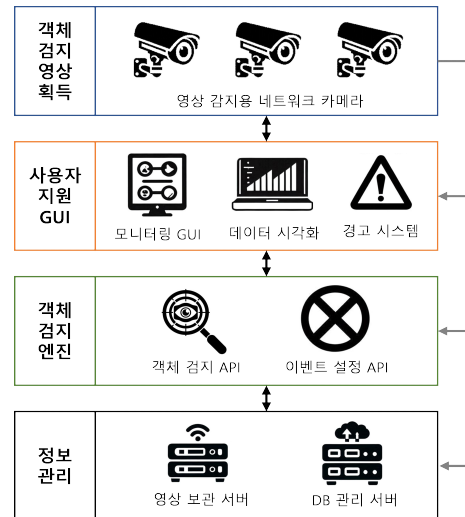 객체
검지
영상
획득
영상 감지용 네트워크 카메라
사용자
지원
GUI
모니터링 GUI
데이터 시각화
경고 시스템
객체
검지
엔진
객체 검지 API
이벤트 설정 API
정보
관리
영상 보관 서버
DB 관리 서버